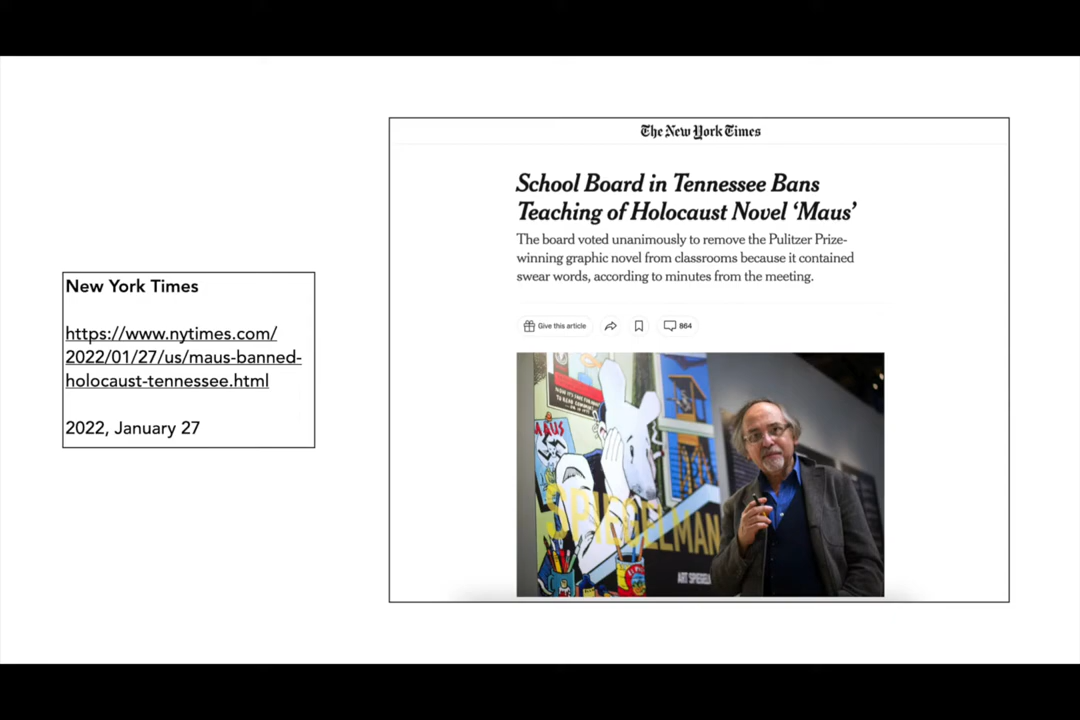 New York Times
https://www.nytimes.com/
2022/01/27/us/maus-banned-
holocaust-tennessee.html
2022, January 27
The New York Times
School Board in Tennessee Bans
Teaching of Holocaust Novel ‘Maus’
The board voted unanimously to remove the Pulitzer Prize-
winning graphic novel from classrooms because it contained
swear words, according to minutes from the meeting.
Give this article
864
MAUS
SPIEGELMAN
ART SPIEGELM